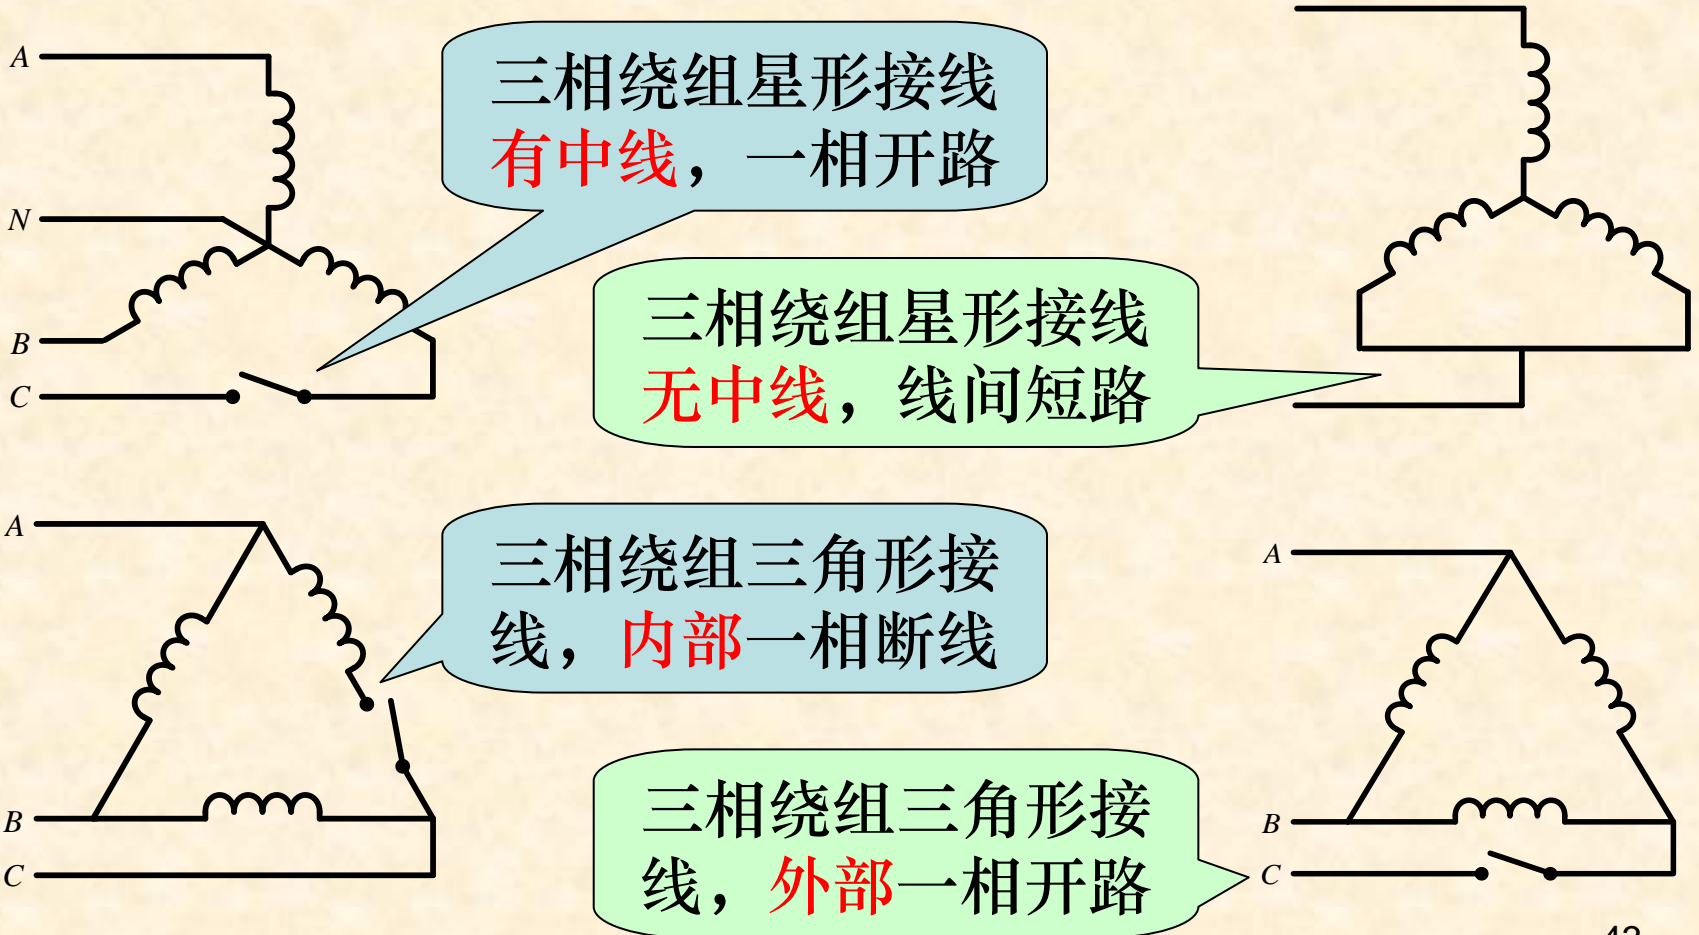 A
N
B
C
三相绕组星形接线
有中线，一相开路
三相绕组星形接线
无中线，线间短路
A
B
C
三相绕组三角形接
线，内部一相断线
三相绕组三角形接
线，外部一相开路
A
B
C